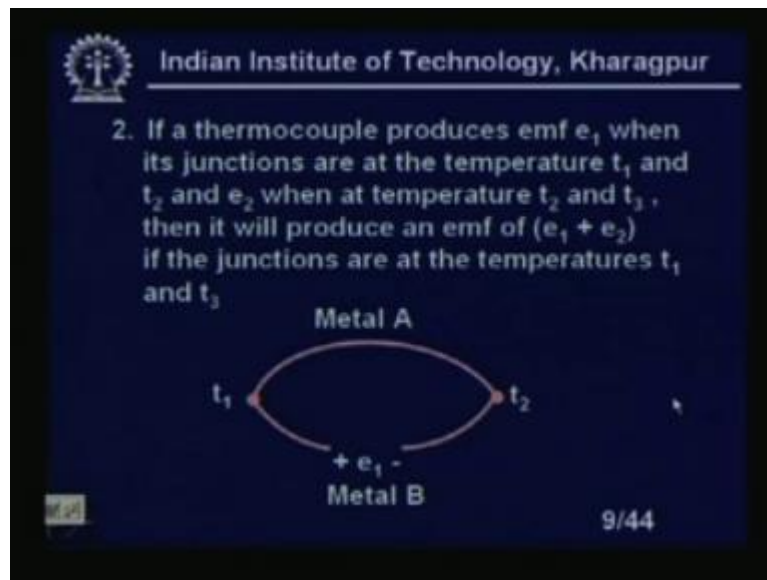 Indian Institute of Technology, Kharagpur
2. If a thermocouple produces emf e₁ when
its junctions are at the temperature t₁ and
t₂ and e₂ when at temperature t₂ and t₃ ,
then it will produce an emf of (e₁ + e₂)
if the junctions are at the temperatures t₁
and t₃
Metal A
t₁ t₂
+ e₁ -
Metal B
9/44